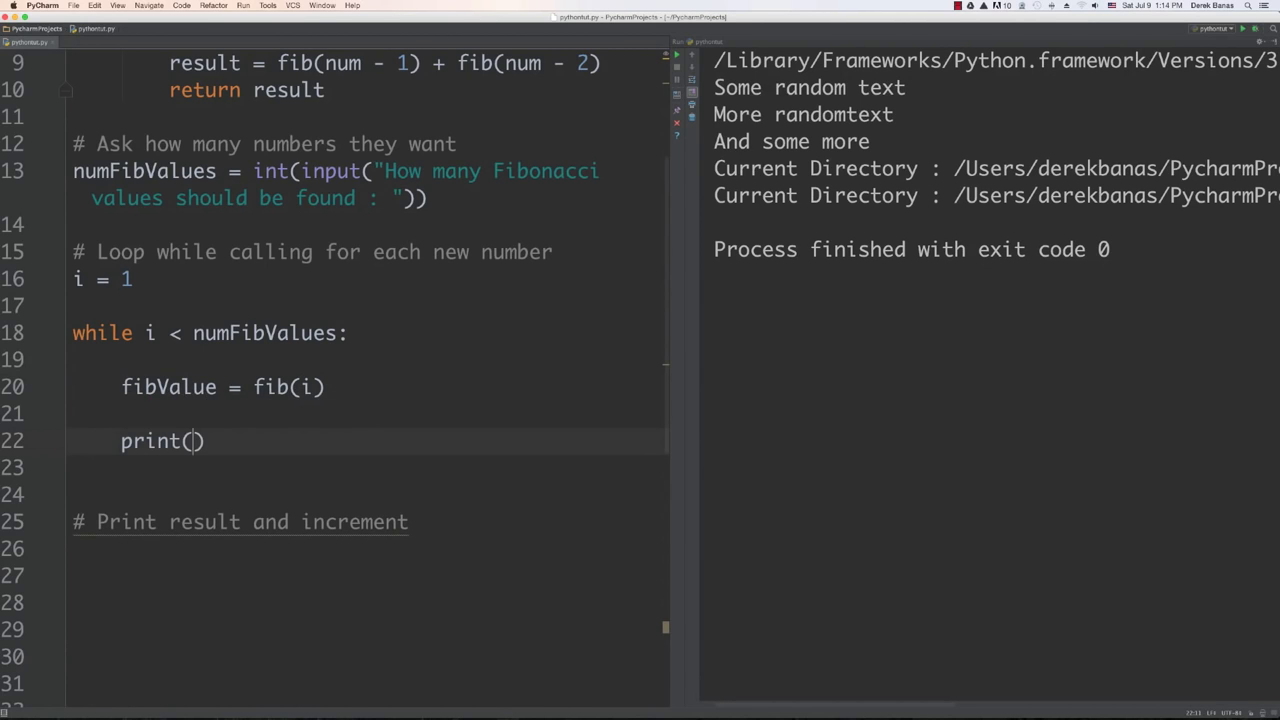 PyCharm File Edit View Navigate Code Refactor Run Tools VCS Window Help
10 Sat Jul 9 1:14 PM Derek Banas
pythontut.py - PycharmProjects - [~/PycharmProjects]
PycharmProjects pythontut.py
pythontut
pythontut.py
Run pythontut
9 result = fib(num - 1) + fib(num - 2)
10 return result
11
12 # Ask how many numbers they want
13 numFibValues = int(input("How many Fibonacci
values should be found : "))
14
15 # Loop while calling for each new number
16 i = 1
17
18 while i < numFibValues:
19
20 fibValue = fib(i)
21
22 print()
23
24
25 # Print result and increment
26
27
28
29
30
31
/Library/Frameworks/Python.framework/Versions/3
Some random text
More randomtext
And some more
Current Directory : /Users/derekbanas/PycharmPr
Current Directory : /Users/derekbanas/PycharmPr
Process finished with exit code 0
22:11 LF÷ UTF-8÷